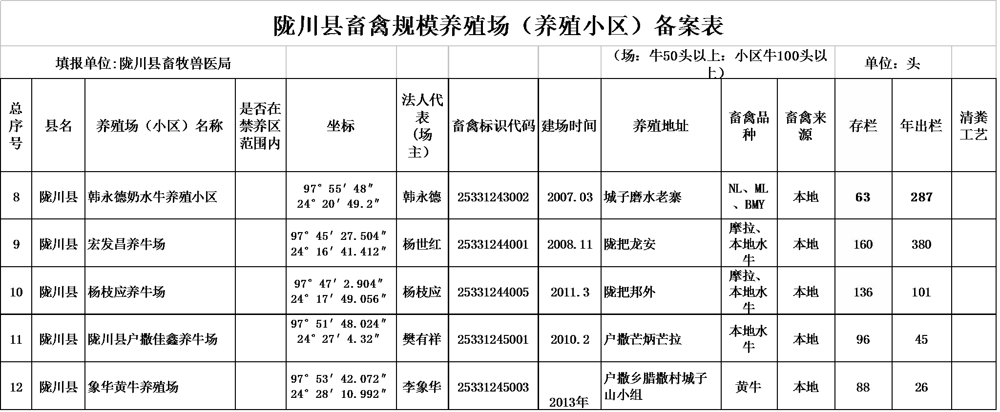 陇川县畜禽规模养殖场（养殖小区）备案表
填报单位:陇川县畜牧兽医局 （场：牛50头以上：小区牛100头以 单位：头
上）
总序号 县名 养殖场（小区）名称 是否在禁养区范围内 坐标 法人代表(场主） 畜禽标识代码 建场时间 养殖地址 畜禽品种 畜禽来源 存栏 年出栏 清粪工艺
8 陇川县 韩永德奶水牛养殖小区 97°55′48″ 24°20′49.2″ 韩永德 25331243002 2007.03 城子磨水老寨 NL、ML、BMY 本地 63 287
9 陇川县 宏发昌养牛场 97°45′27.504″ 24°16′41.412″ 杨世红 25331244001 2008.11 陇把龙安 摩拉、本地水牛 本地 160 380
10 陇川县 杨枝应养牛场 97°47′2.904″ 24°17′49.056″ 杨枝应 25331244005 2011.3 陇把邦外 摩拉、本地水牛 本地 136 101
11 陇川县 陇川县户撒佳鑫养牛场 97°51′48.024″ 24°27′4.32″ 樊有祥 25331245001 2010.2 户撒芒炳芒拉 本地水牛 本地 96 45
12 陇川县 象华黄牛养殖场 97°53′42.072″ 24°28′10.992″ 李象华 25331245003 2013年 户撒乡腊撒村城子山小组 黄牛 本地 88 26